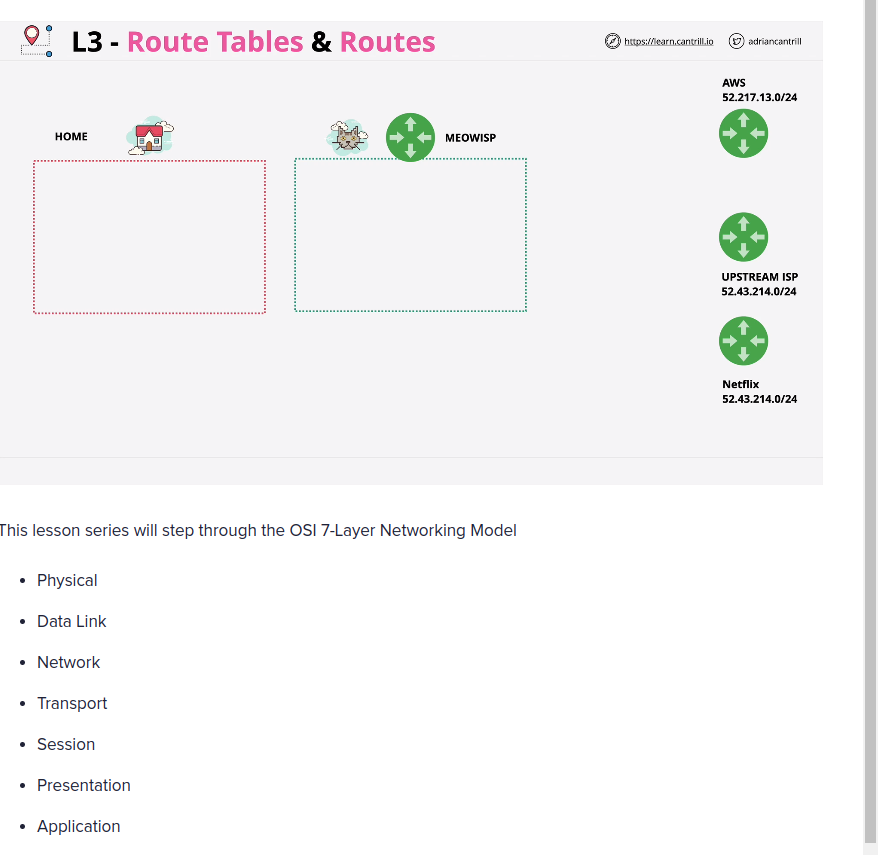 L3 - Route Tables & Routes
https://learn.cantrill.io
adriancantrill
AWS
52.217.13.0/24
HOME
MEOWISP
UPSTREAM ISP
52.43.214.0/24
Netflix
52.43.214.0/24
This lesson series will step through the OSI 7-Layer Networking Model
Physical
Data Link
Network
Transport
Session
Presentation
Application